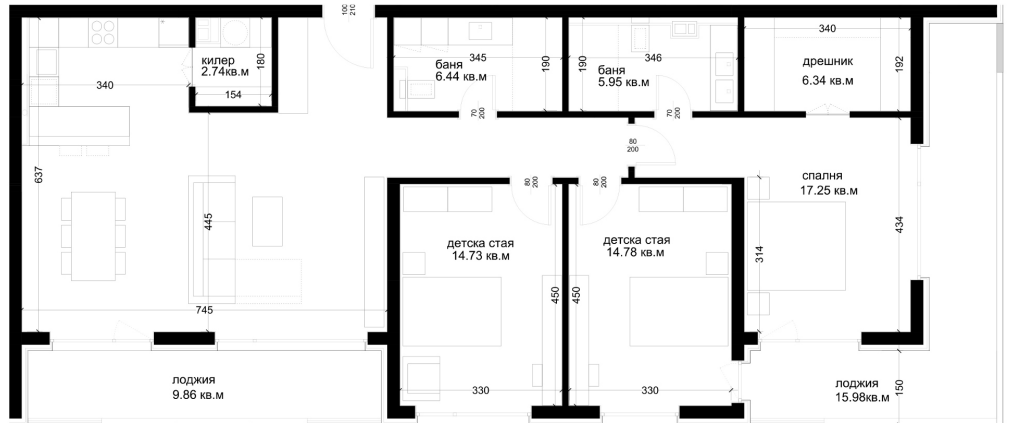 100
210
килер
2.74кв.м
180
154
340
345
баня
6.44 кв.м
190
70
200
346
190
баня
5.95 кв.м
70
200
340
дрешник
6.34 кв.м
192
80
200
637
445
745
80
200
80
200
детска стая
14.73 кв.м
450
330
детска стая
14.78 кв.м
450
330
спалня
17.25 кв.м
434
314
лоджия
9.86 кв.м
лоджия
15.98кв.м
150